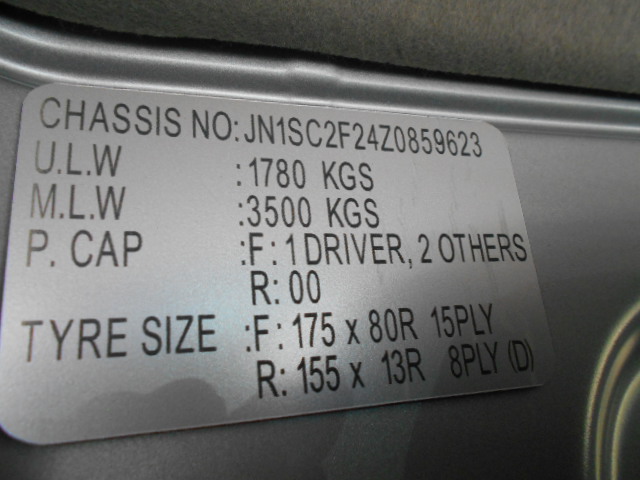 CHASSIS NO: JN1SC2F24Z0859623
U.L.W :1780 KGS
M.L.W :3500 KGS
P. CAP :F: 1 DRIVER, 2 OTHERS
R: 00
TYRE SIZE :F: 175 x 80R 15PLY
R: 155 x 13R 8PLY (D)